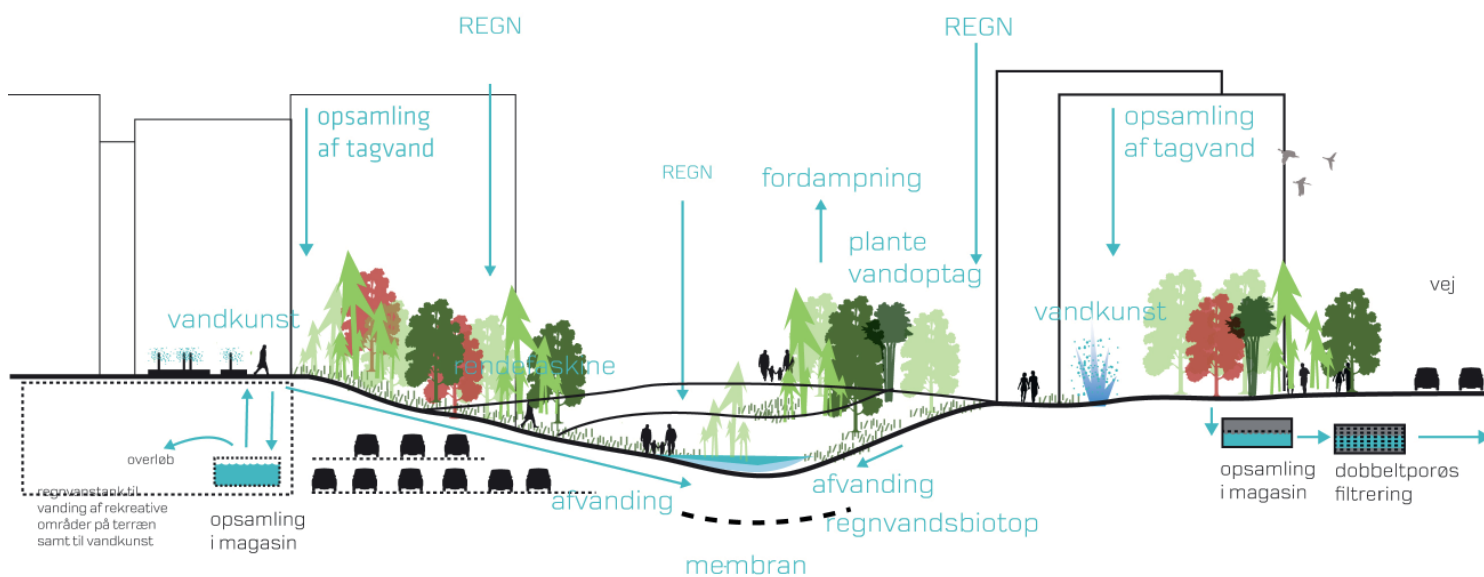 REGN
REGN
opsamling
af tagvand
opsamling
af tagvand
REGN
fordampning
plante
vandoptag
vej
vandkunst
vandkunst
rendefaskine
overløb
regnvanstank til
vanding af rekreative
områder på terræn
samt til vandkunst
opsamling
i magasin
afvanding
afvanding
regnvandsbiotop
membran
opsamling
i magasin
dobbeltporøs
filtrering